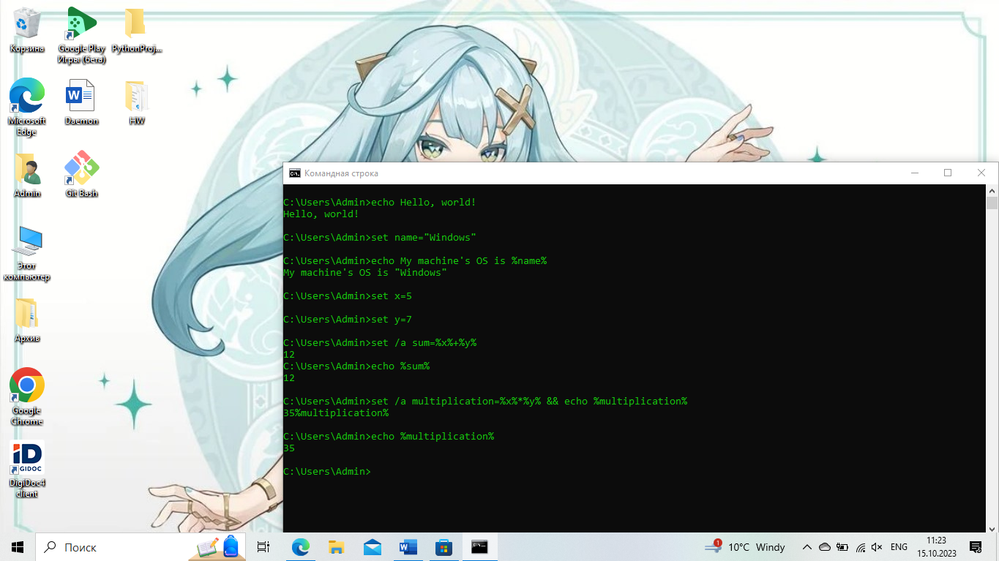 Корзина
Google Play
Игры (бета)
PythonProj...
Microsoft
Edge
Daemon
HW
Admin
Git Bash
Этот
компьютер
Архив
Google
Chrome
iD
GIDOC
DigiDoc4
client
Командная строка
C:\Users\Admin>echo Hello, world!
Hello, world!
C:\Users\Admin>set name="Windows"
C:\Users\Admin>echo My machine's OS is %name%
My machine's OS is "Windows"
C:\Users\Admin>set x=5
C:\Users\Admin>set y=7
C:\Users\Admin>set /a sum=%x%+%y%
12
C:\Users\Admin>echo %sum%
12
C:\Users\Admin>set /a multiplication=%x%*%y% && echo %multiplication%
35%multiplication%
C:\Users\Admin>echo %multiplication%
35
C:\Users\Admin>
Поиск
1
10°C Windy
ENG
11:23
15.10.2023